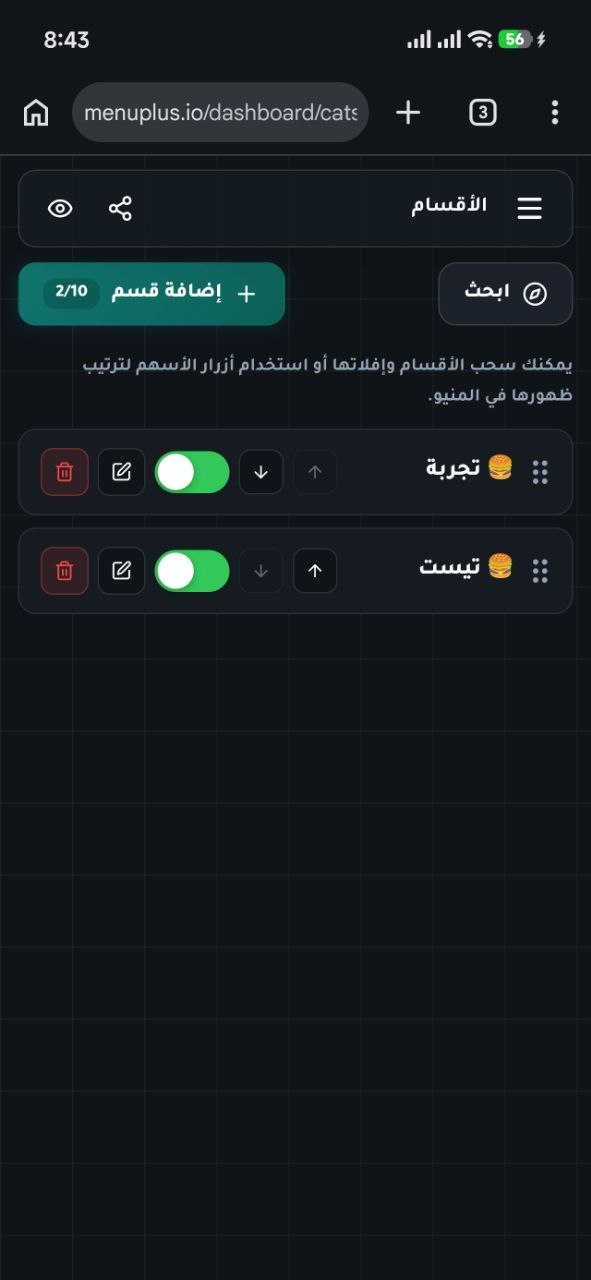 8:43
56
menuplus.io/dashboard/cats
3
الأقسام
ابحث
إضافة قسم 2/10
يمكنك سحب الأقسام وإفلاتها أو استخدام أزرار الأسهم لترتيب
ظهورها في المنيو.
🍔 تجربة
🍔 تيست